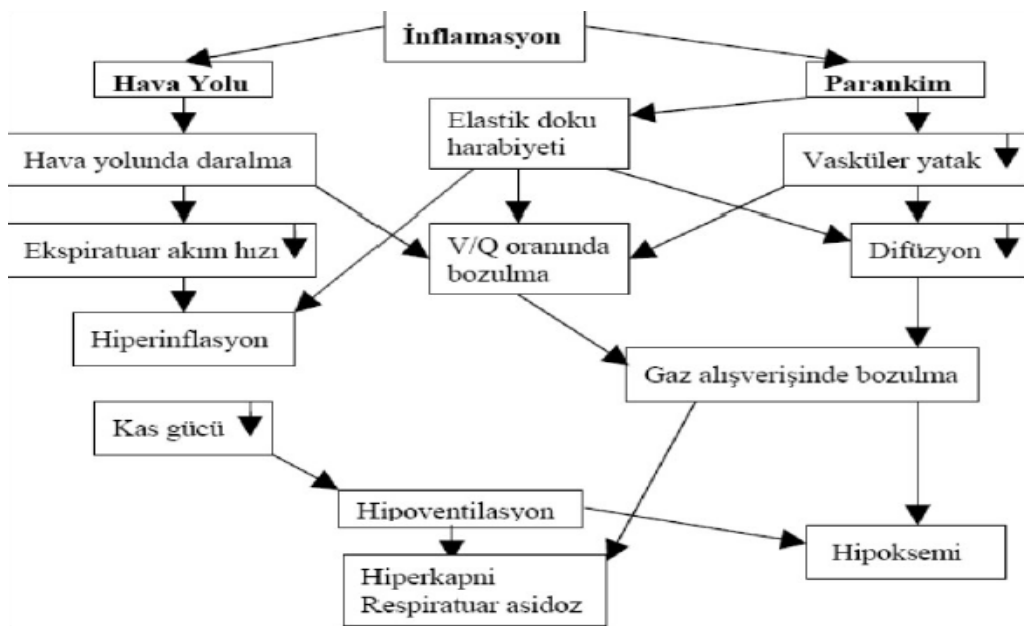 İnflamasyon
Hava Yolu
Parankim
Elastik doku
harabiyeti
Hava yolunda daralma
Vasküler yatak
Ekspiratuar akım hızı
V/Q oranında
bozulma
Difüzyon
Hiperinflasyon
Gaz alışverişinde bozulma
Kas gücü
Hipoventilasyon
Hipoksemi
Hiperkapni
Respiratuar asidoz